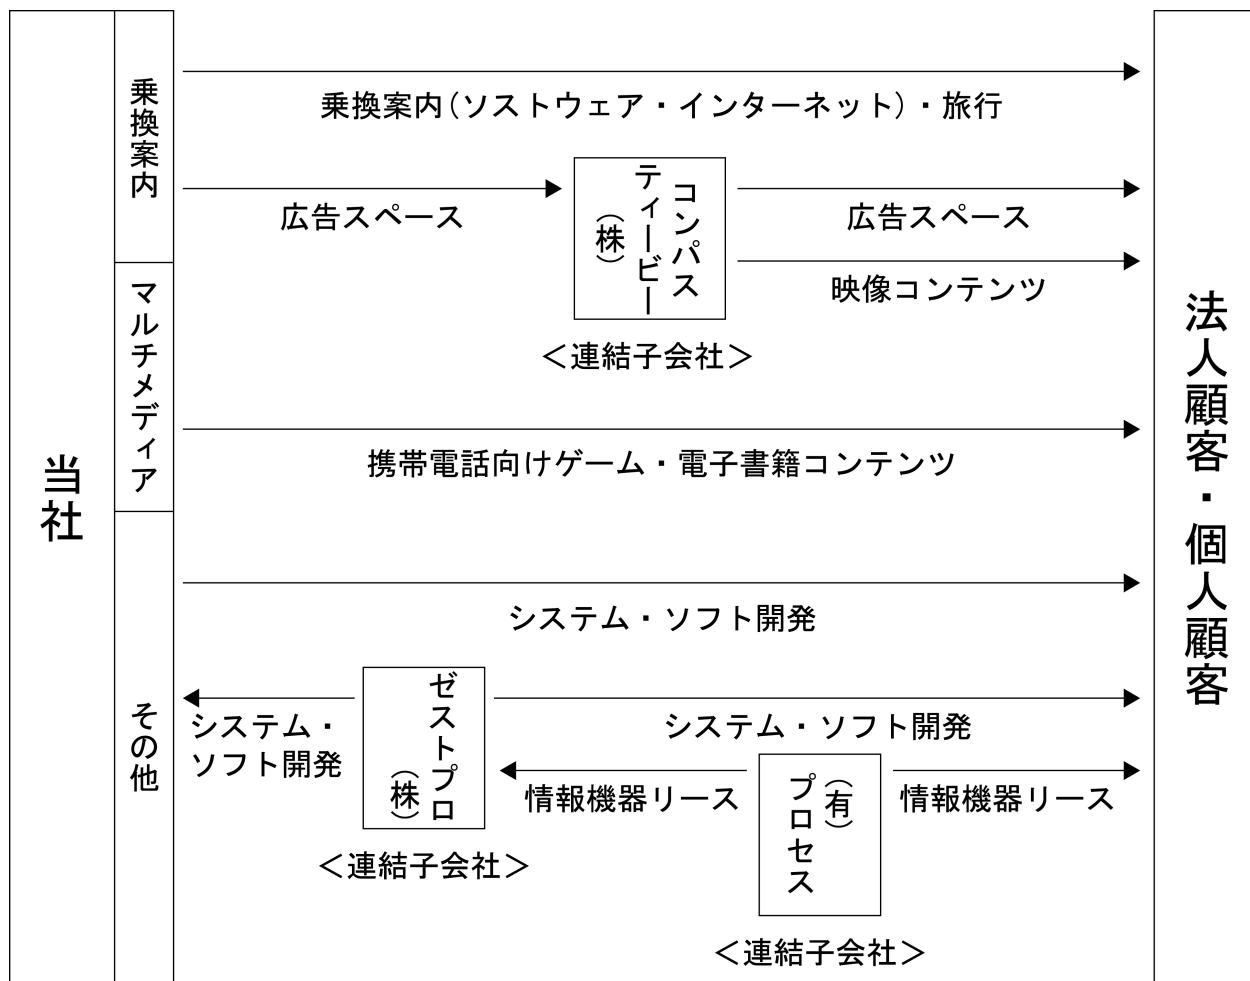 当社
乗換案内
マルチメディア
その他
乗換案内(ソストウェア・インターネット)・旅行
広告スペース
コンパス
ティービー
(株)
<連結子会社>
広告スペース
映像コンテンツ
携帯電話向けゲーム・電子書籍コンテンツ
システム・ソフト開発
システム・
ソフト開発
ゼストプロ
(株)
<連結子会社>
システム・ソフト開発
情報機器リース
(有)
プロセス
<連結子会社>
情報機器リース
法人顧客・個人顧客